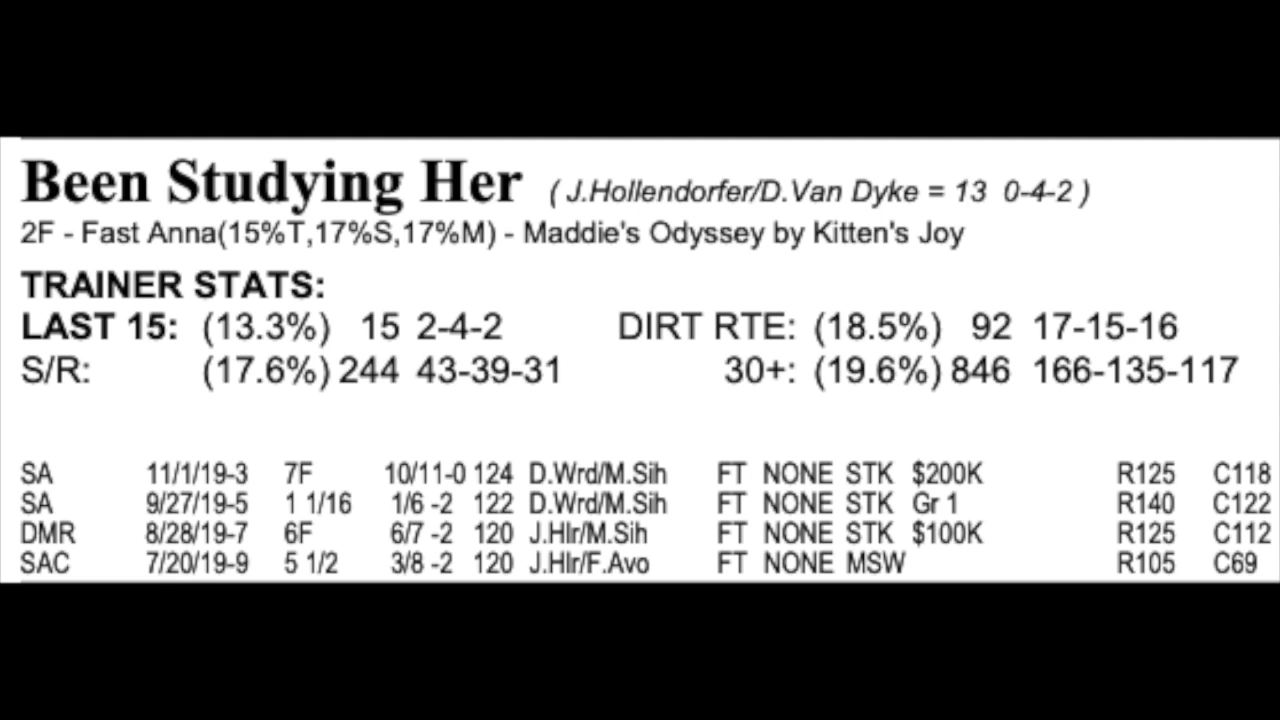 Been Studying Her ( J.Hollendorfer/D.Van Dyke = 13 0-4-2 )
2F - Fast Anna(15%T,17%S,17%M) - Maddie's Odyssey by Kitten's Joy
TRAINER STATS:
LAST 15: (13.3%) 15 2-4-2 DIRT RTE: (18.5%) 92 17-15-16
S/R: (17.6%) 244 43-39-31 30+: (19.6%) 846 166-135-117
SA 11/1/19-3 7F 10/11-0 124 D.Wrd/M.Sih FT NONE STK $200K R125 C118
SA 9/27/19-5 1 1/16 1/6 -2 122 D.Wrd/M.Sih FT NONE STK Gr 1 R140 C122
DMR 8/28/19-7 6F 6/7 -2 120 J.Hlr/M.Sih FT NONE STK $100K R125 C112
SAC 7/20/19-9 5 1/2 3/8 -2 120 J.Hlr/F.Avo FT NONE MSW R105 C69